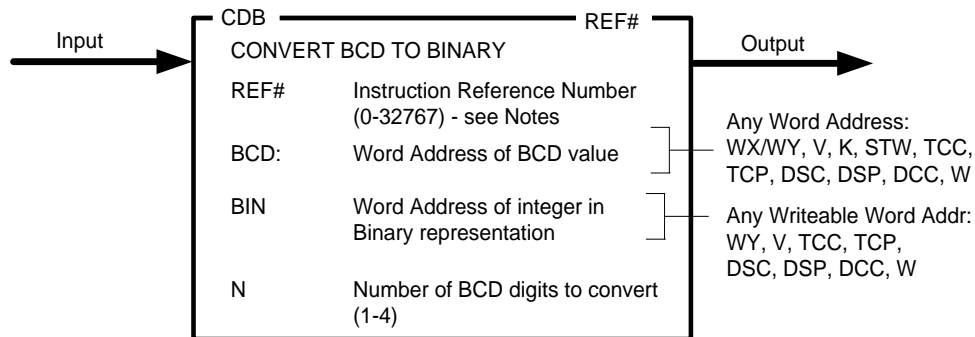 CDB REF#
Input
CONVERT BCD TO BINARY
Output
REF# Instruction Reference Number
(0-32767) - see Notes
BCD: Word Address of BCD value
Any Word Address:
WX/WY, V, K, STW, TCC,
TCP, DSC, DSP, DCC, W
BIN Word Address of integer in
Binary representation
Any Writeable Word Addr:
WY, V, TCC, TCP,
DSC, DSP, DCC, W
N Number of BCD digits to convert
(1-4)